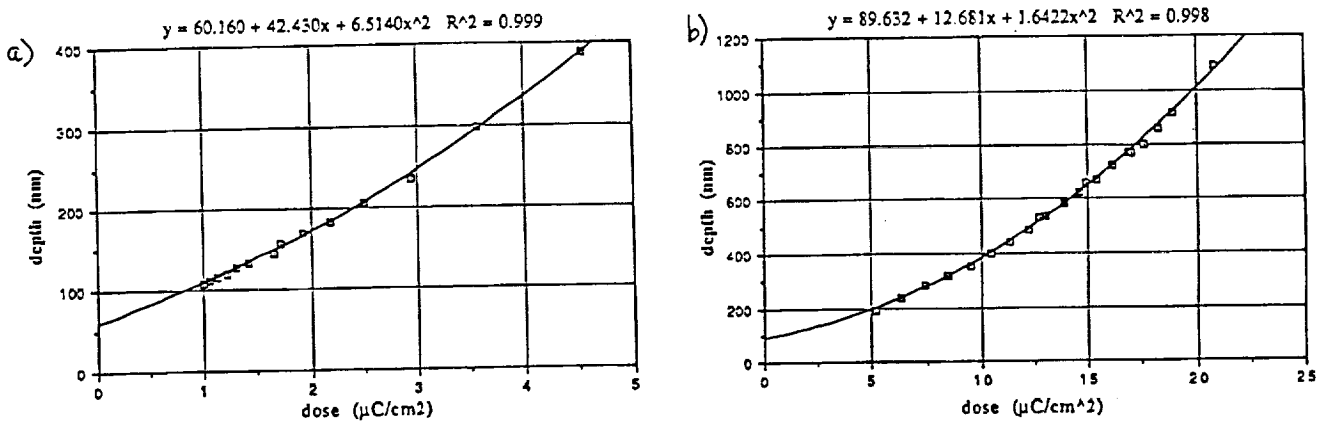 a)
y = 60.160 + 42.430x + 6.5140x^2 R^2 = 0.999
400
300
200
100
0
depth (nm)
0 1 2 3 4 5
dose (µC/cm2)
b)
y = 89.632 + 12.681x + 1.6422x^2 R^2 = 0.998
1200
1000
800
600
400
200
0
depth (nm)
0 5 10 15 20 25
dose (µC/cm^2)